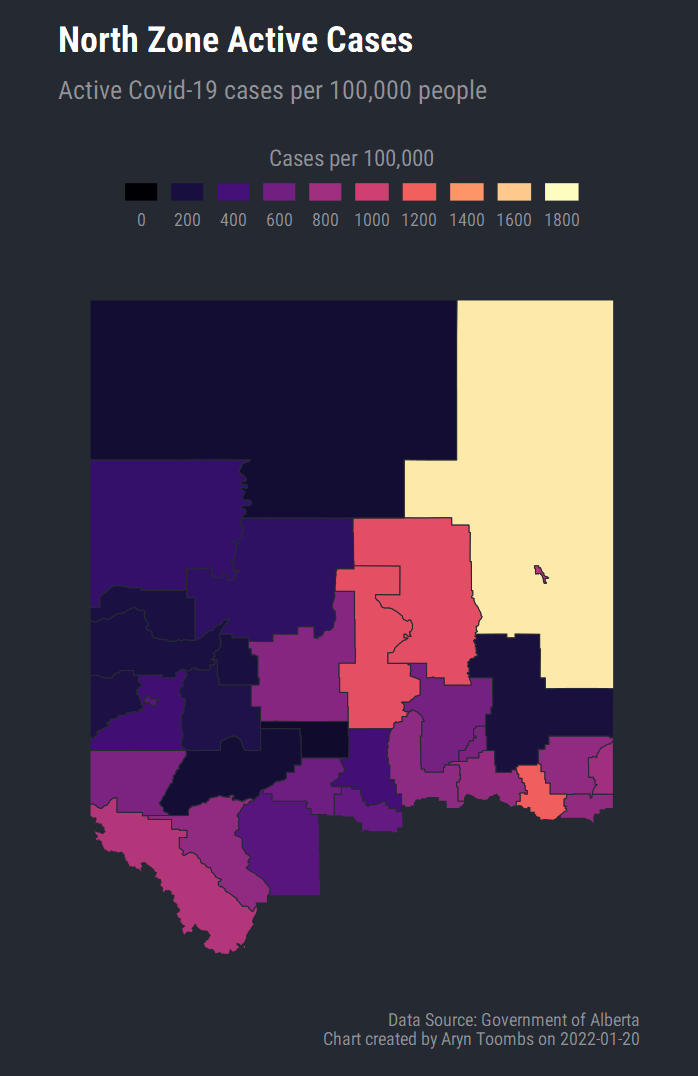 North Zone Active Cases
Active Covid-19 cases per 100,000 people
Cases per 100,000
0 200 400 600 800 1000 1200 1400 1600 1800
Data Source: Government of Alberta
Chart created by Aryn Toombs on 2022-01-20